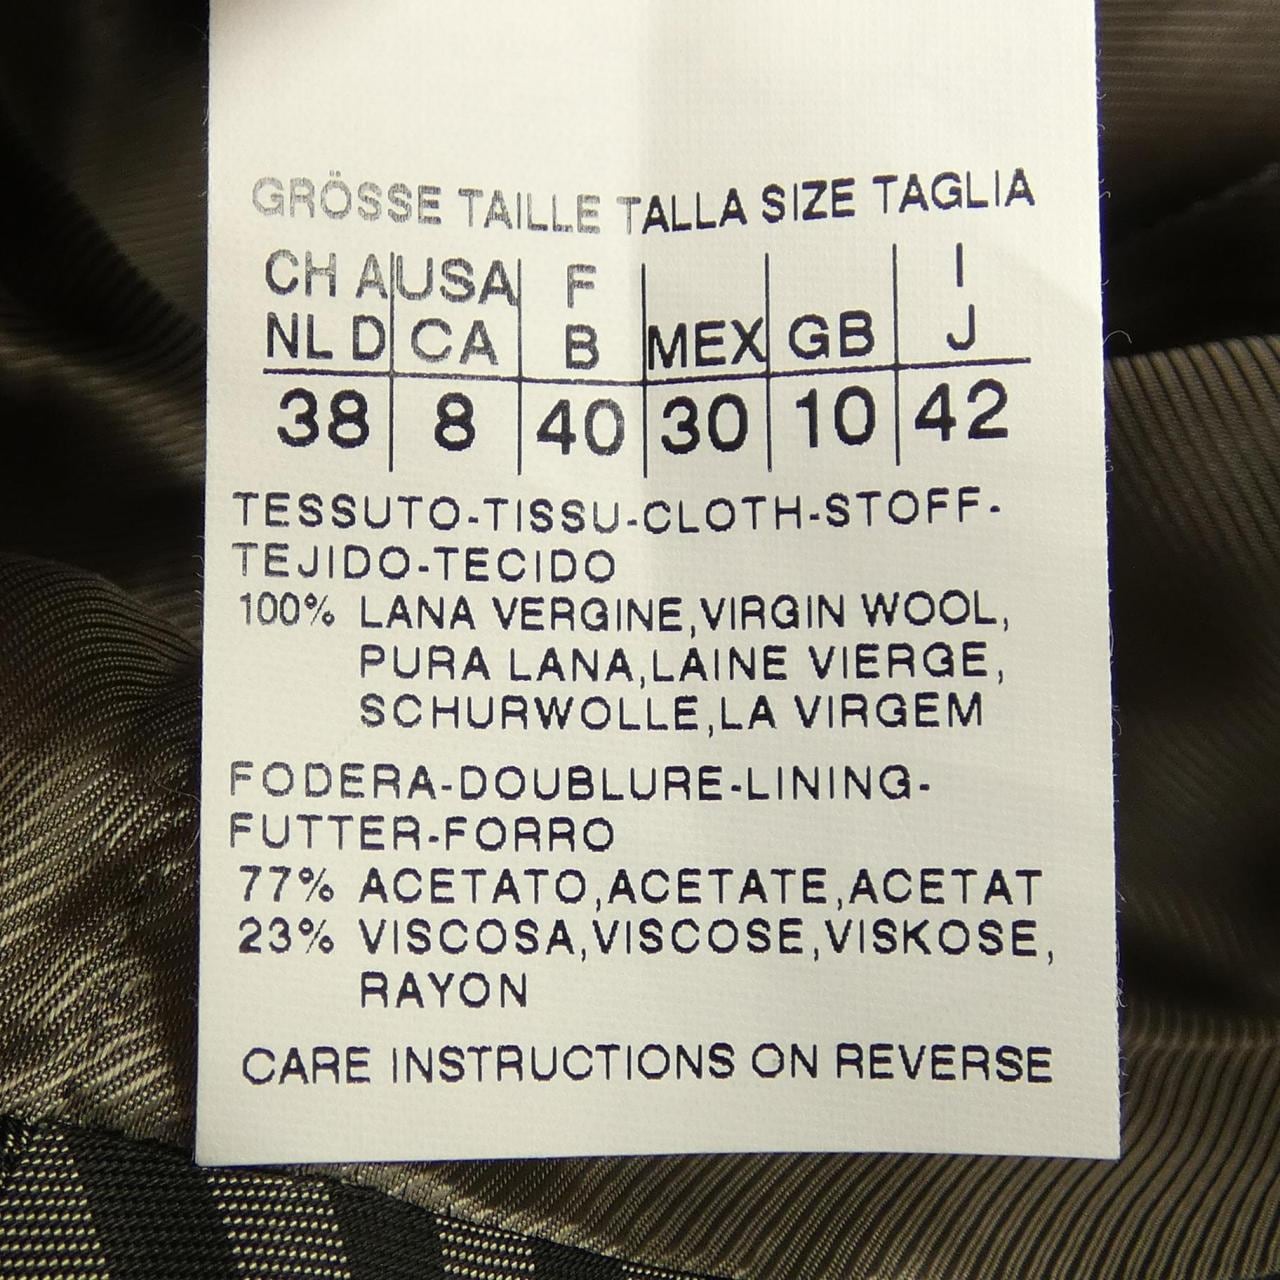 GRÖSSE TAILLE TALLA SIZE TAGLIA
CH A USA F I
NL D CA B MEX GB J
38 8 40 30 10 42
TESSUTO-TISSU-CLOTH-STOFF-
TEJIDO-TECIDO
100% LANA VERGINE,VIRGIN WOOL,
PURA LANA,LAINE VIERGE,
SCHURWOLLE,LA VIRGEM
FODERA-DOUBLURE-LINING-
FUTTER-FORRO
77% ACETATO,ACETATE,ACETAT
23% VISCOSA,VISCOSE,VISKOSE,
RAYON
CARE INSTRUCTIONS ON REVERSE